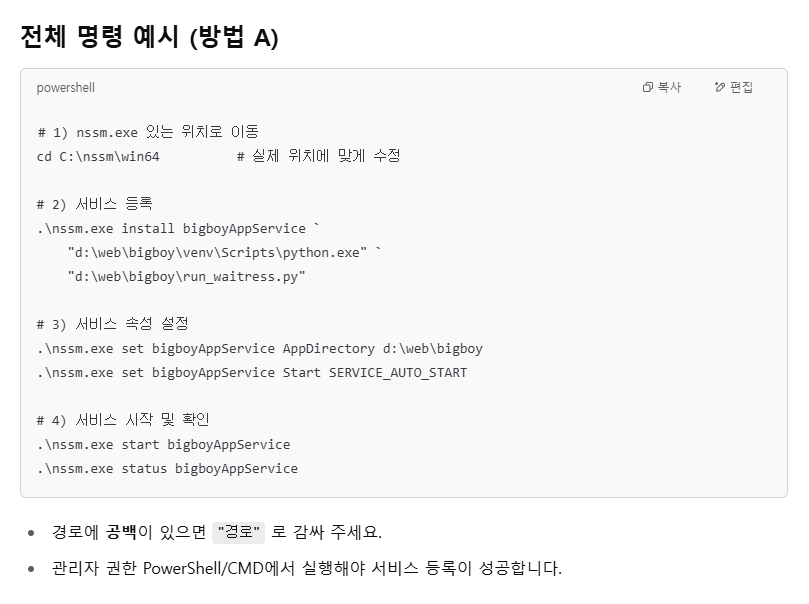 전체 명령 예시 (방법 A)
powershell
복사
편집
# 1) nssm.exe 있는 위치로 이동
cd C:\nssm\win64          # 실제 위치에 맞게 수정
# 2) 서비스 등록
.\nssm.exe install bigboyAppService `
    "d:\web\bigboy\venv\Scripts\python.exe" `
    "d:\web\bigboy\run_waitress.py"
# 3) 서비스 속성 설정
.\nssm.exe set bigboyAppService AppDirectory d:\web\bigboy
.\nssm.exe set bigboyAppService Start SERVICE_AUTO_START
# 4) 서비스 시작 및 확인
.\nssm.exe start bigboyAppService
.\nssm.exe status bigboyAppService
• 경로에 공백이 있으면 "경로" 로 감싸 주세요.
• 관리자 권한 PowerShell/CMD에서 실행해야 서비스 등록이 성공합니다.